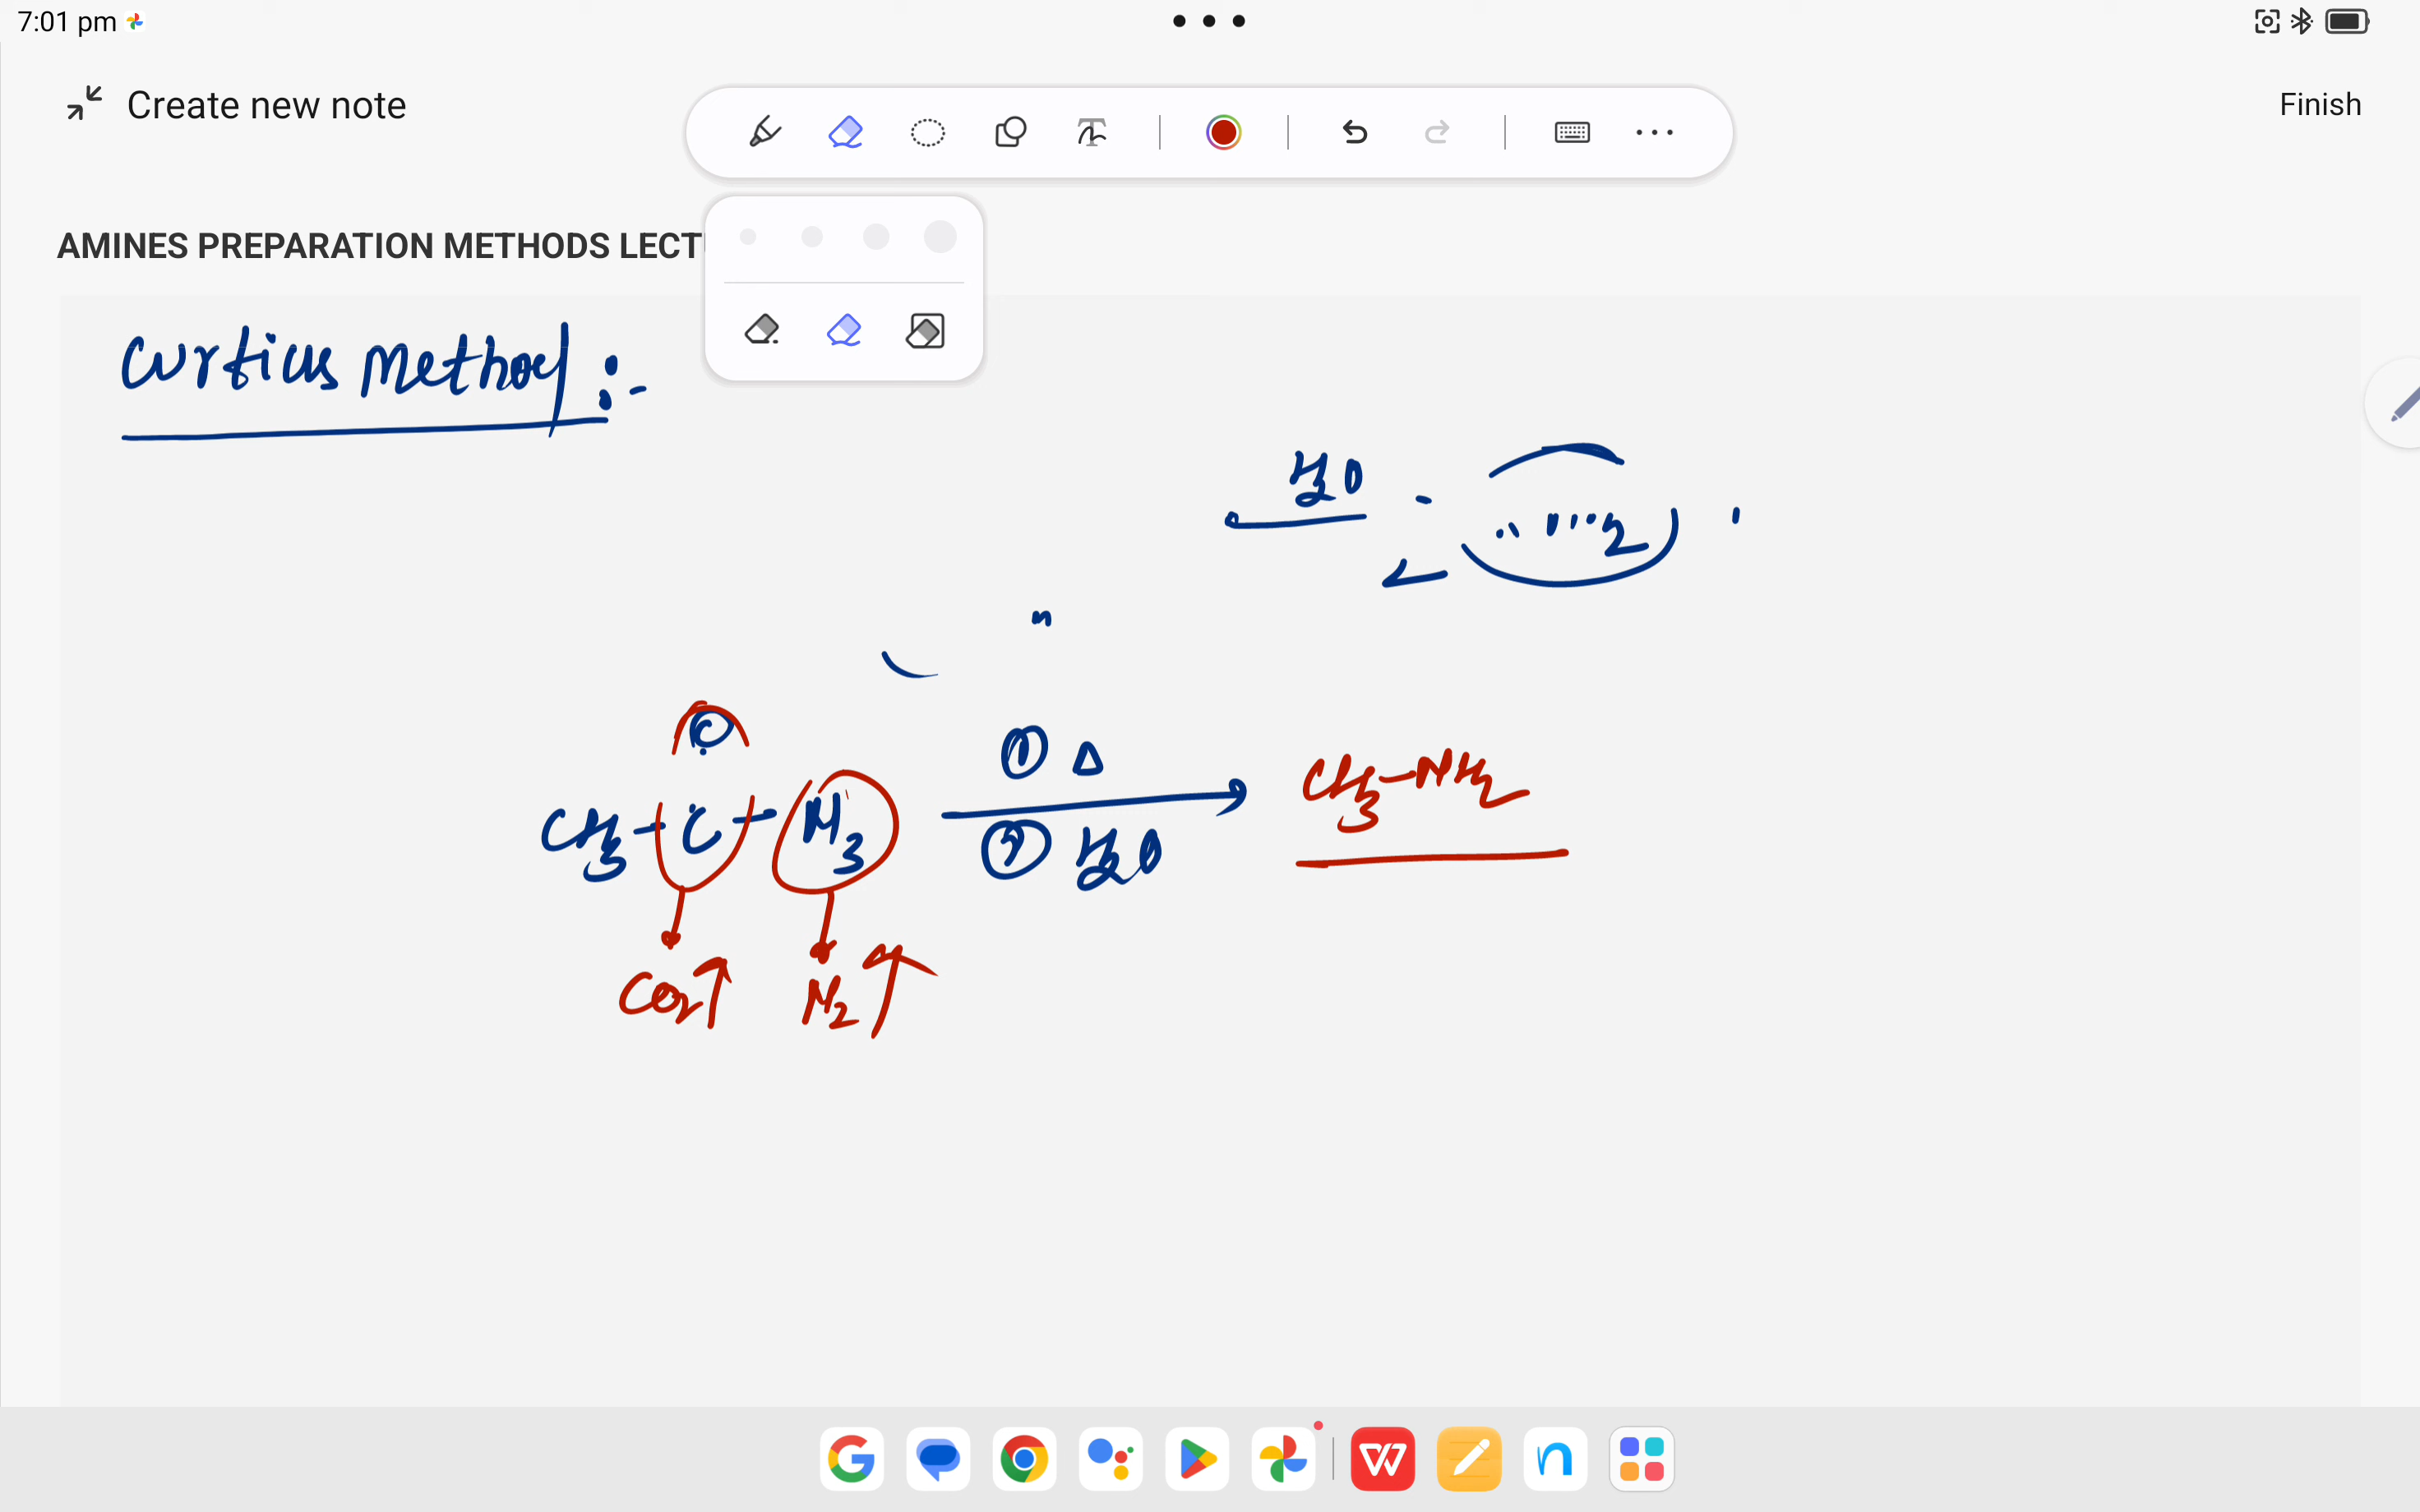 7:01 pm
Create new note
Finish
AMINES PREPARATION METHODS LECT
Curtius Method :-
H2O
2
O
① Δ
CH3-C-N3 → CH3-NH2
② H2O
CO2↑ N2↑